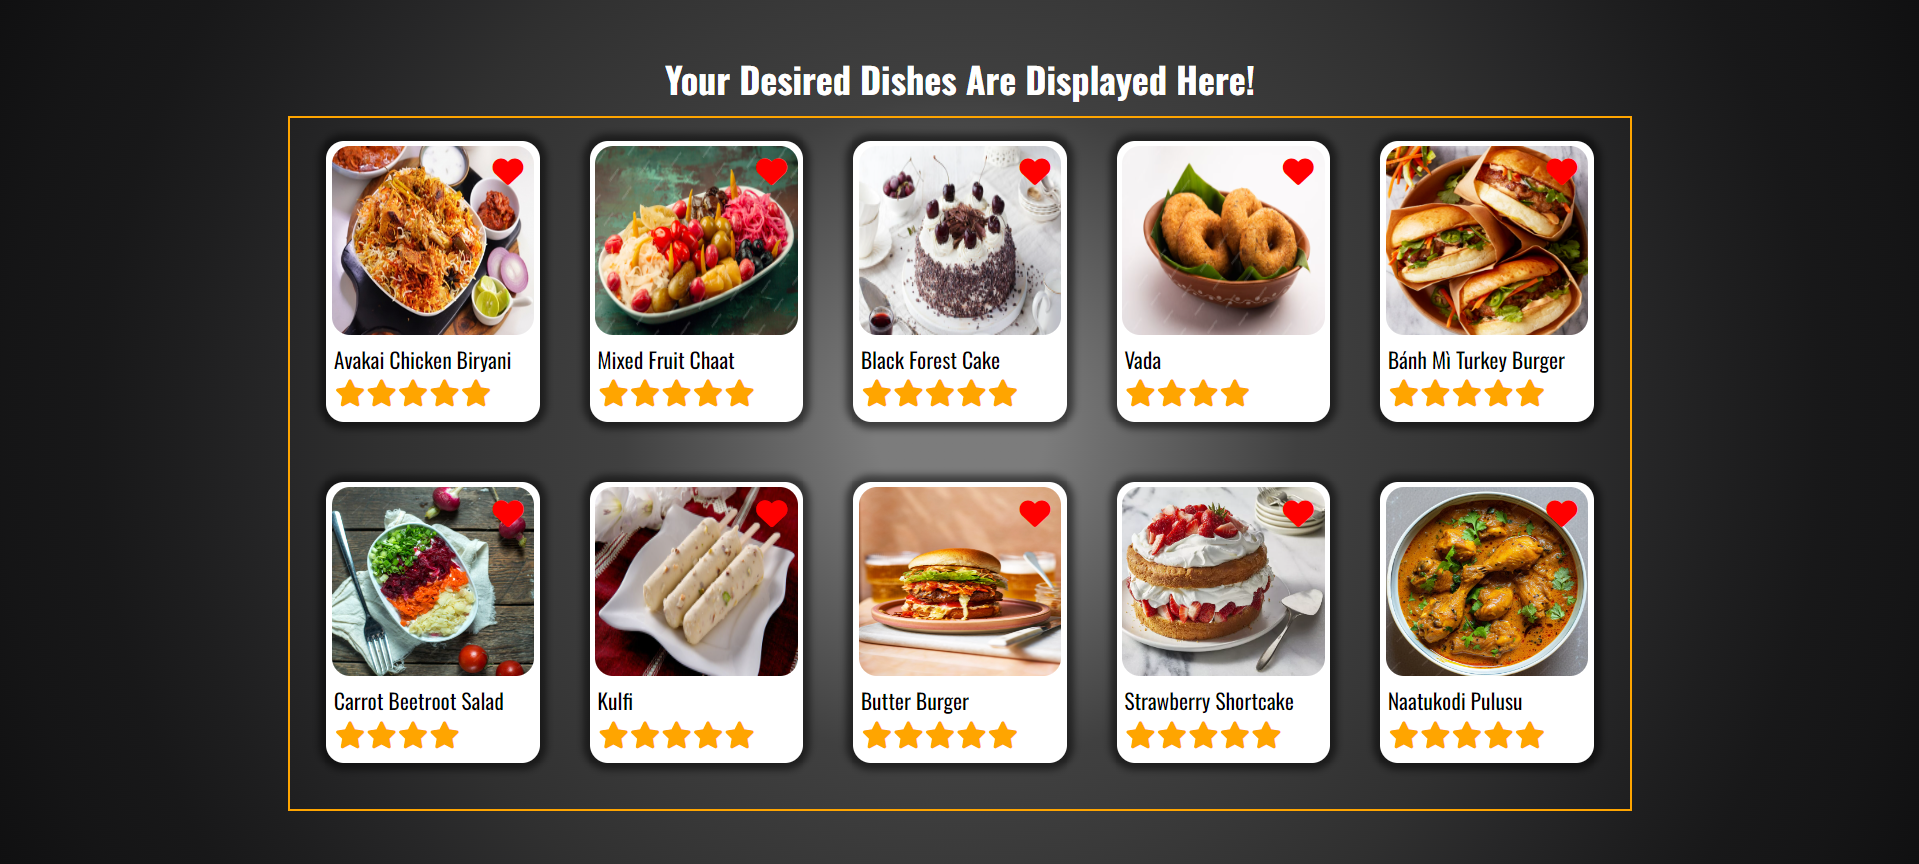 Your Desired Dishes Are Displayed Here!
Avakai Chicken Biryani
Mixed Fruit Chaat
Black Forest Cake
Vada
Bánh Mì Turkey Burger
Carrot Beetroot Salad
Kulfi
Butter Burger
Strawberry Shortcake
Naatukodi Pulusu